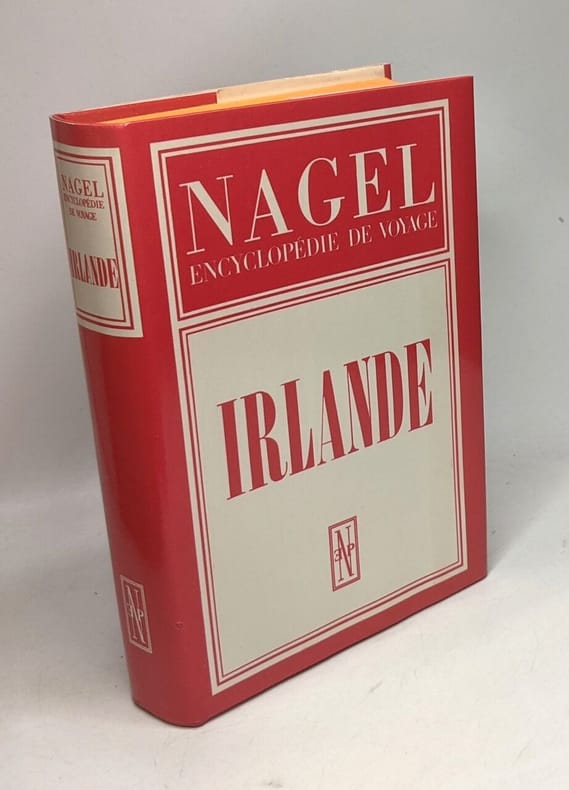 NAGEL
ENCYCLOPÉDIE DE VOYAGE
IRLANDE
NAGEL
ENCYCLOPÉDIE
DE VOYAGE
IRLANDE